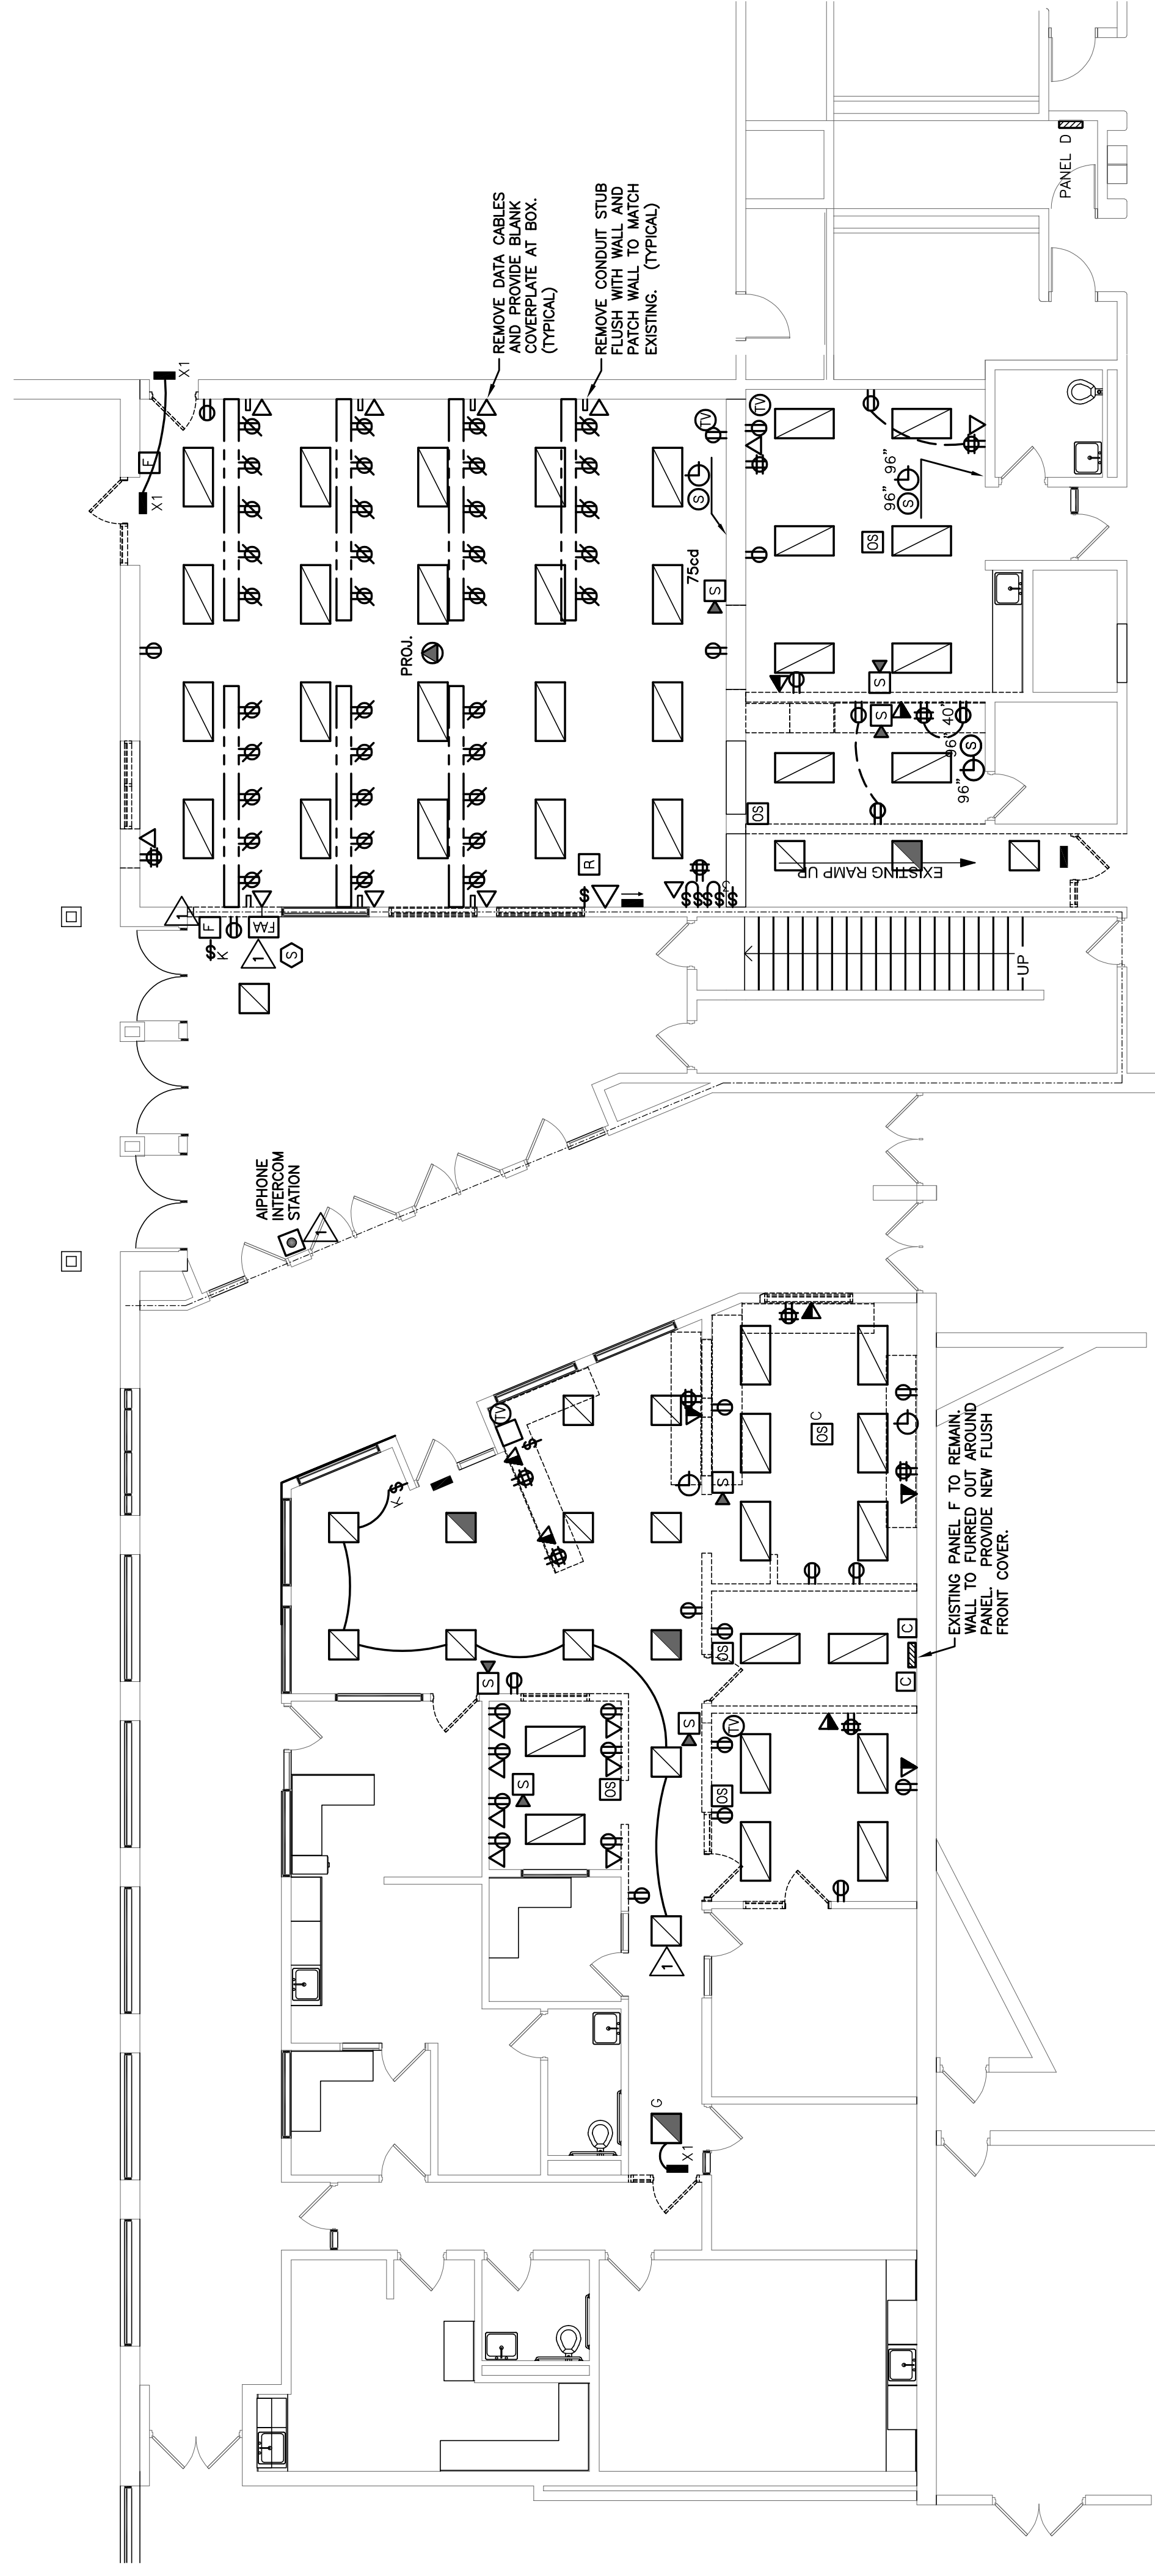 X1
F
X1
REMOVE DATA CABLES
AND PROVIDE BLANK
COVERPLATE AT BOX.
(TYPICAL)
REMOVE CONDUIT STUB
FLUSH WITH WALL AND
PATCH WALL TO MATCH
EXISTING. (TYPICAL)
PANEL D
TV
TV
S
96" 96"
S
OS
75cd
S
PROJ.
S
S
96" 40"
S
96"
OS
R
EXISTING RAMP UP
1
F
K
FAA
1
S
UP
AIPHONE
INTERCOM
STATION
1
TV
K
S
OS
C
EXISTING PANEL F TO REMAIN.
WALL TO FURRED OUT AROUND
PANEL. PROVIDE NEW FLUSH
FRONT COVER.
OS
C
C
S
S
TV
S
OS
OS
1
G
X1